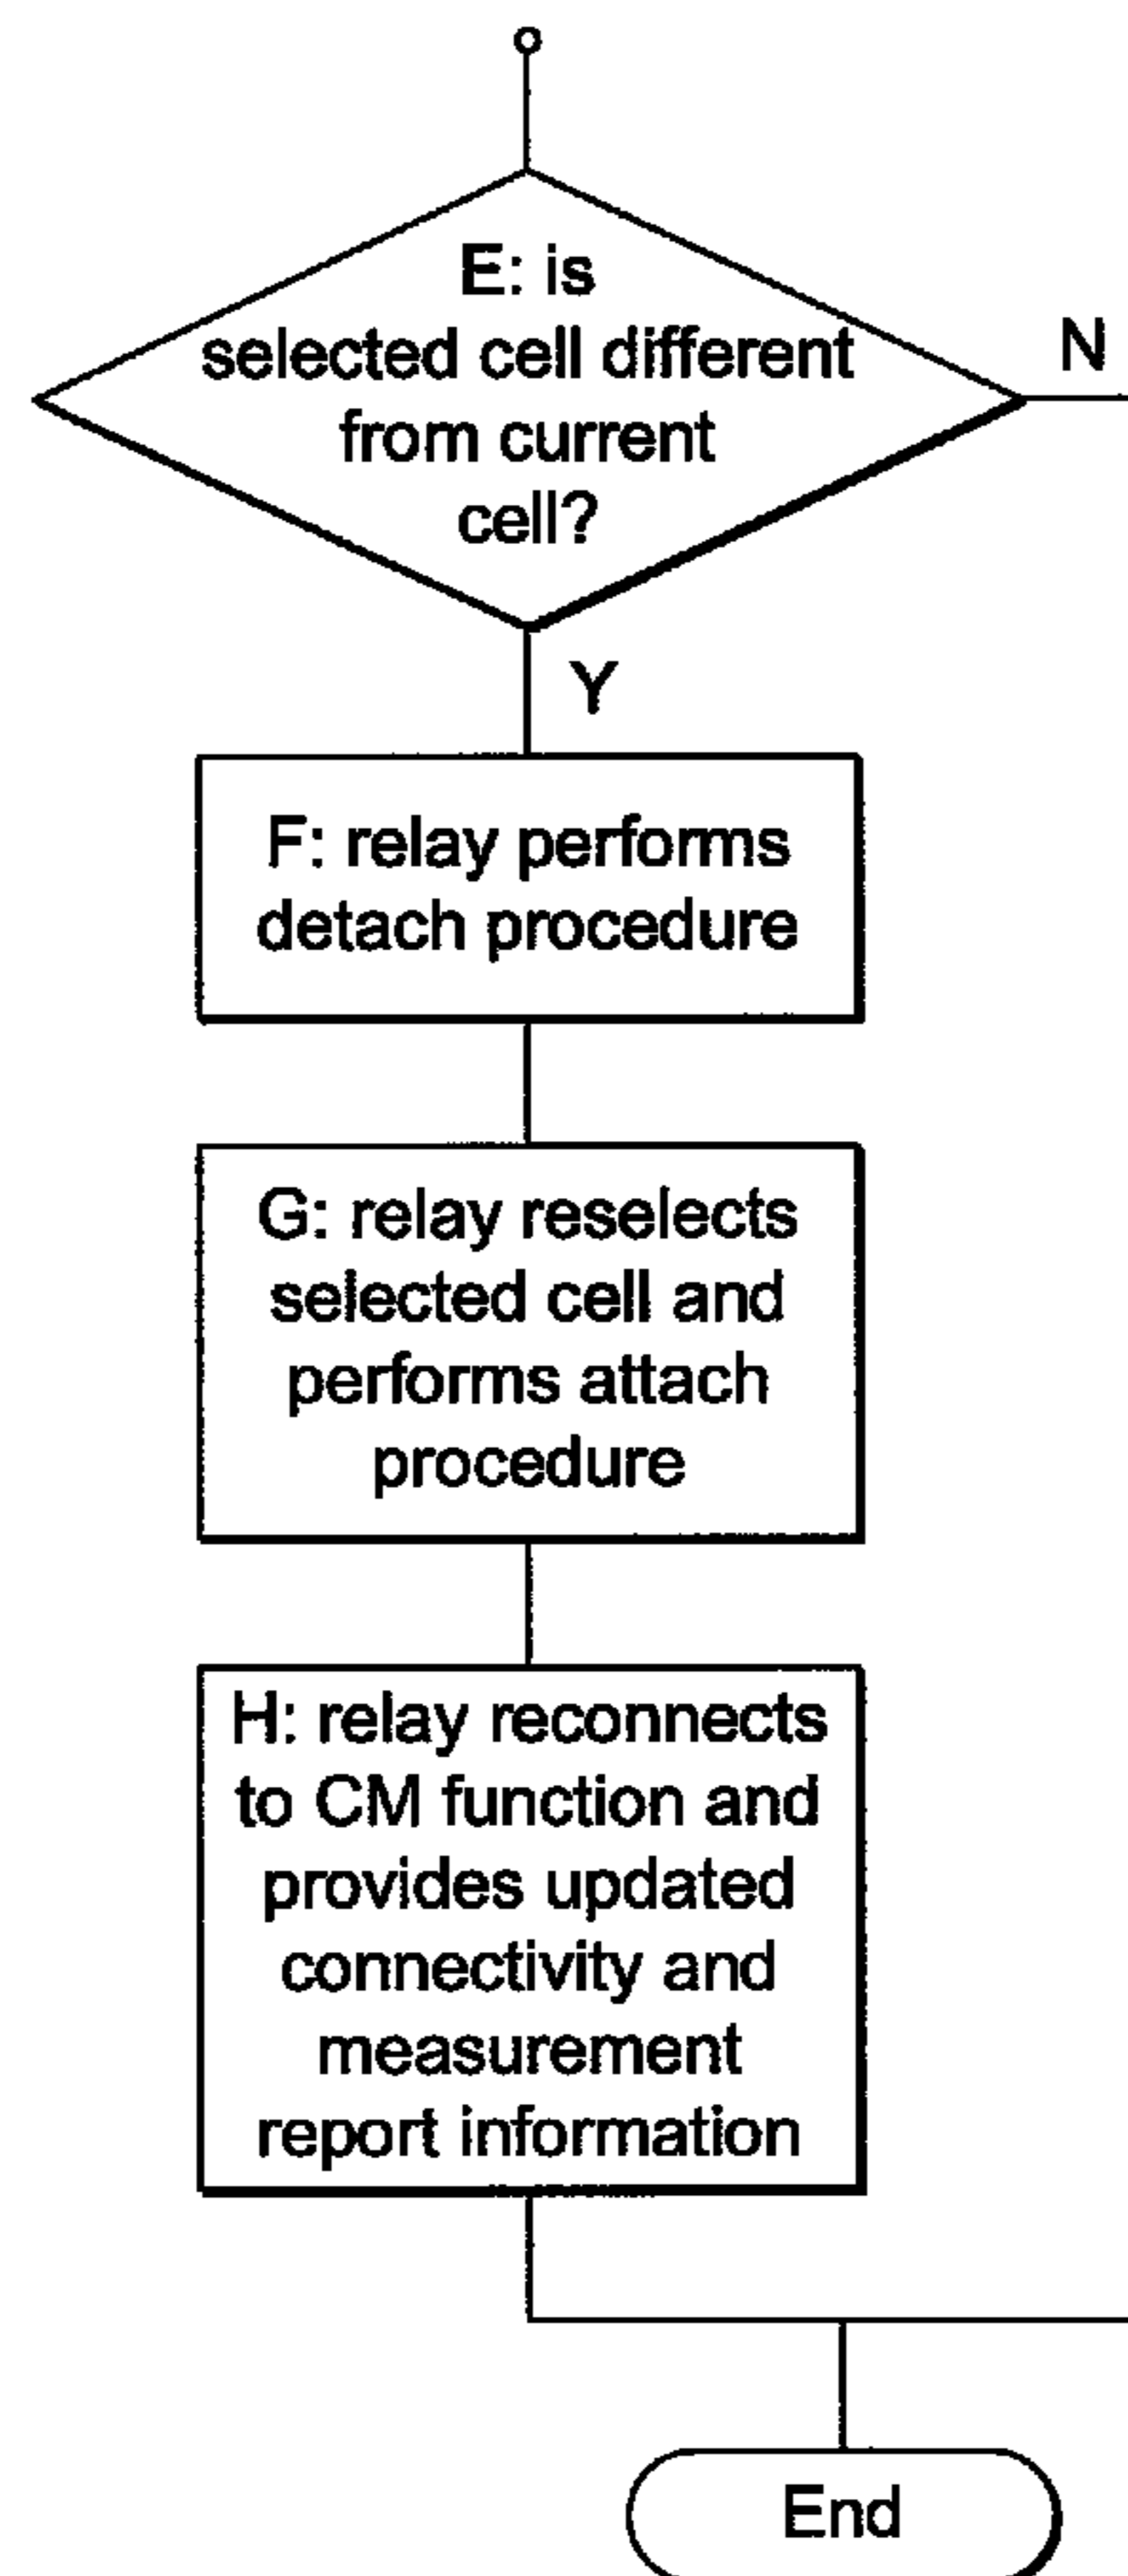 E: is
selected cell different
from current
cell?
N
Y
F: relay performs
detach procedure
G: relay reselects
selected cell and
performs attach
procedure
H: relay reconnects
to CM function and
provides updated
connectivity and
measurement
report information
End